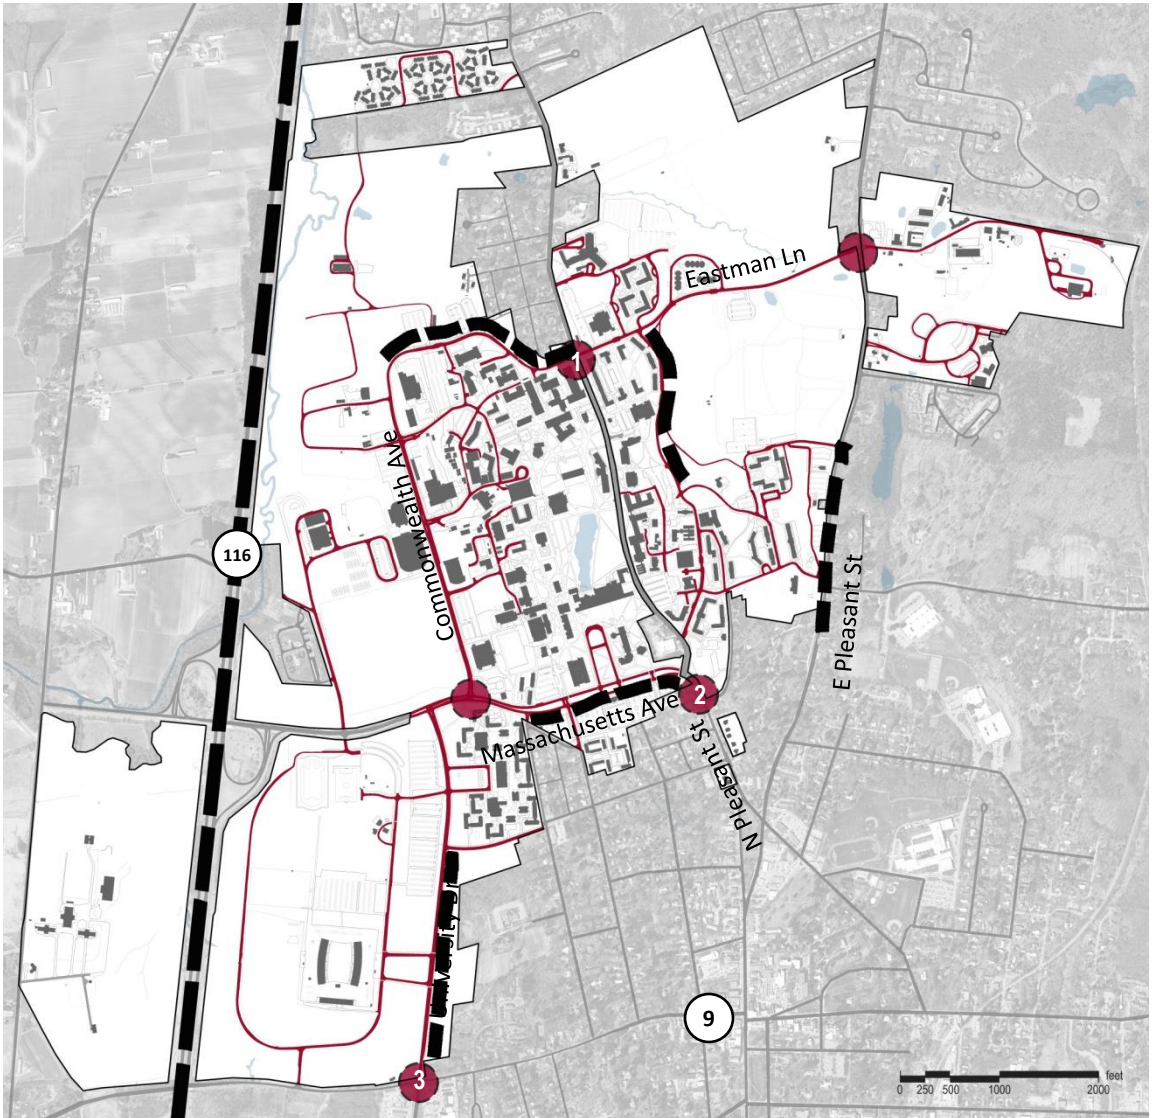 Eastman Ln
1
Commonwealth Ave
116
E Pleasant St
2
Massachusetts Ave
N Pleasant St
University Dr
9
3
feet
0 250 500 1000 2000